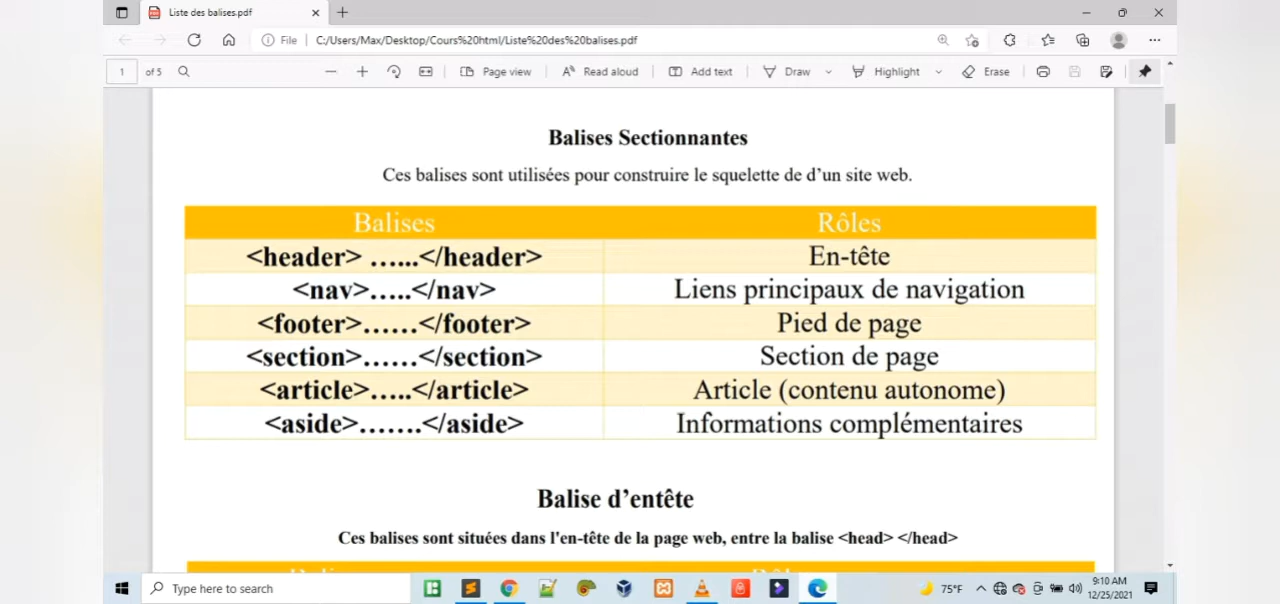 Liste des balises.pdf
File
C:/Users/Max/Desktop/Cours%20html/Liste%20des%20balises.pdf
1 of 5
Page view
Read aloud
Add text
Draw
Highlight
Erase
Balises Sectionnantes
Ces balises sont utilisées pour construire le squelette de d’un site web.
Balises Rôles
<header> …...</header> En-tête
<nav>…..</nav> Liens principaux de navigation
<footer>……</footer> Pied de page
<section>……</section> Section de page
<article>…..</article> Article (contenu autonome)
<aside>…….</aside> Informations complémentaires
Balise d’entête
Ces balises sont situées dans l'en-tête de la page web, entre la balise <head> </head>
Type here to search
75°F
9:10 AM
12/25/2021